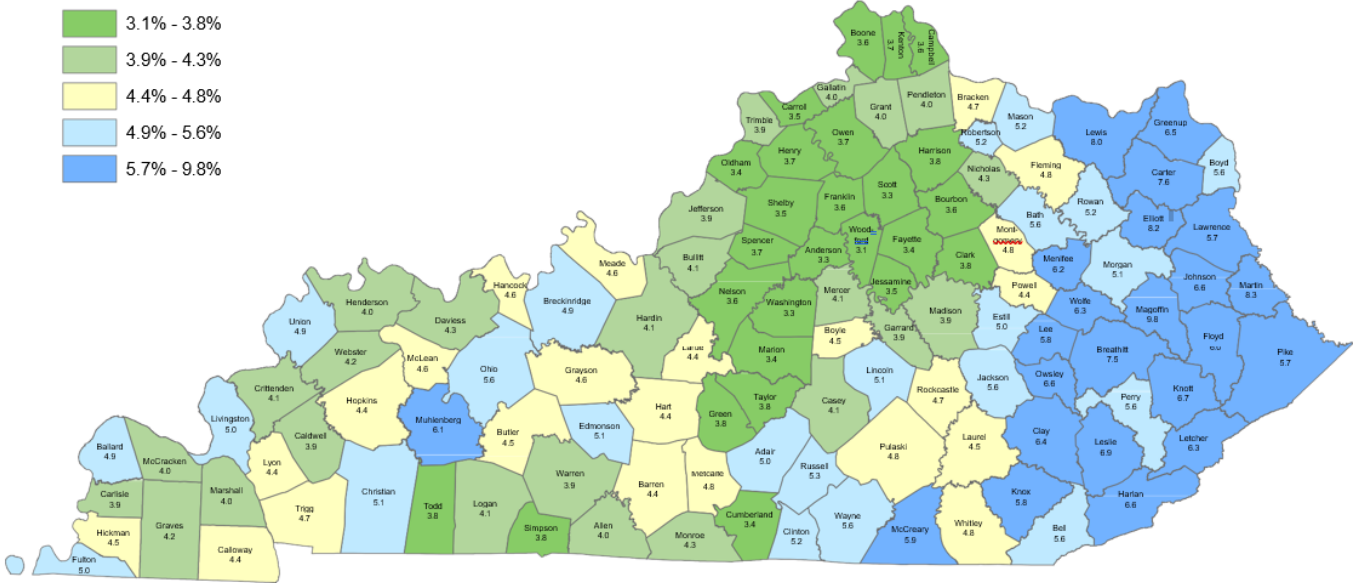 3.1% - 3.8%
3.9% - 4.3%
4.4% - 4.8%
4.9% - 5.6%
5.7% - 9.8%
Boone
3.6
Kenton
3.7
Campbell
3.6
Gallatin
4.0
Carroll
3.5
Trimble
3.9
Grant
4.0
Pendleton
4.0
Bracken
4.7
Mason
5.2
Robertson
5.2
Lewis
8.0
Greenup
6.5
Boyd
5.6
Owen
3.7
Henry
3.7
Oldham
3.4
Harrison
3.8
Nicholas
4.3
Fleming
4.8
Carter
7.6
Rowan
5.2
Jefferson
3.9
Shelby
3.5
Franklin
3.6
Scott
3.3
Bourbon
3.6
Bath
5.6
Elliott
8.2
Lawrence
5.7
Spencer
3.7
Anderson
3.3
Wood-
3.1
Fayette
3.4
Clark
3.8
Mont-
4.8
Menifee
6.2
Morgan
5.1
Johnson
6.6
Martin
8.3
Meade
4.6
Bullitt
4.1
Nelson
3.6
Washington
3.3
Mercer
4.1
Jessamine
3.5
Madison
3.9
Garrard
3.9
Estill
5.0
Powell
4.4
Wolfe
6.3
Magoffin
9.8
Floyd
Pike
5.7
Hancock
4.6
Breckinridge
4.9
Hardin
4.1
Larue
4.4
Marion
3.4
Boyle
4.5
Lincoln
5.1
Lee
5.8
Breathitt
7.5
Henderson
4.0
Daviess
4.3
Union
4.9
Webster
4.2
McLean
4.6
Ohio
5.6
Grayson
4.6
Hart
4.4
Green
3.8
Taylor
3.8
Casey
4.1
Rockcastle
4.7
Jackson
5.6
Owsley
6.6
Perry
5.6
Knott
6.7
Crittenden
4.1
Hopkins
4.4
Muhlenberg
6.1
Butler
4.5
Edmonson
5.1
Livingston
5.0
Caldwell
3.9
Adair
5.0
Russell
5.3
Pulaski
4.8
Laurel
4.5
Clay
6.4
Leslie
6.9
Letcher
6.3
Ballard
4.9
McCracken
4.0
Lyon
4.4
Christian
5.1
Warren
3.9
Barren
4.4
Metcalfe
4.8
Knox
5.8
Harlan
6.6
Carlisle
3.9
Marshall
4.0
Trigg
4.7
Todd
3.8
Logan
4.1
Simpson
3.8
Allen
4.0
Monroe
4.3
Cumberland
3.4
Clinton
5.2
Wayne
5.6
McCreary
5.9
Whitley
4.8
Bell
5.6
Hickman
4.5
Graves
4.2
Calloway
4.4
Fulton
5.0